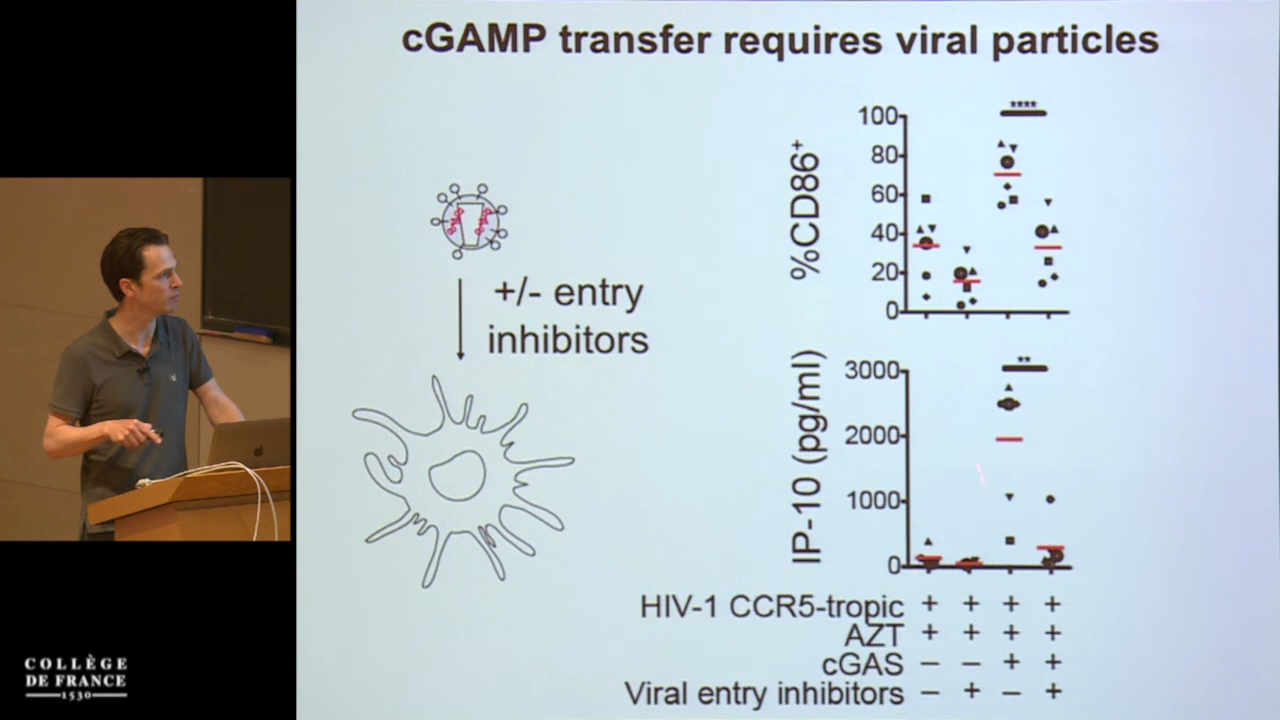 cGAMP transfer requires viral particles
+/- entry
inhibitors
%CD86+
100
80
60
40
20
0
****
IP-10 (pg/ml)
3000
2000
1000
0
**
HIV-1 CCR5-tropic + + + +
AZT + + + +
cGAS – – + +
Viral entry inhibitors – + – +
COLLÈGE
DE FRANCE
1530